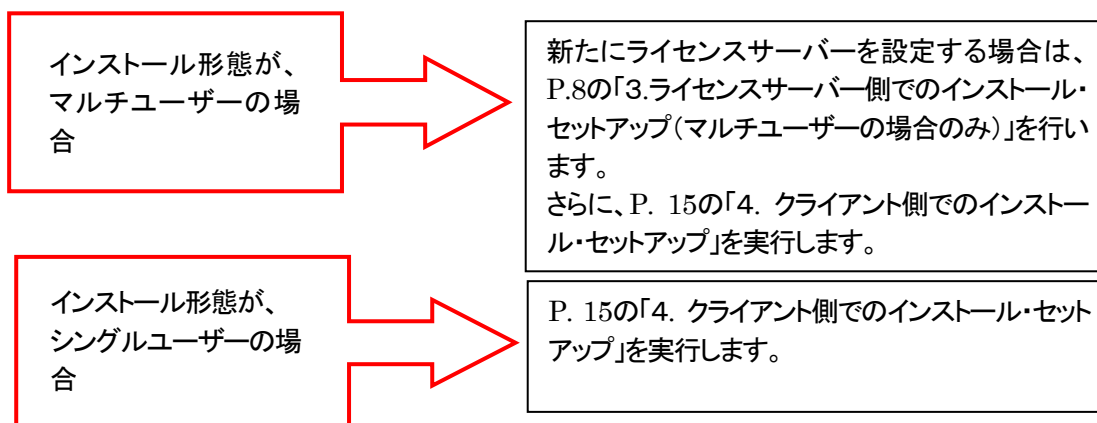 インストール形態が、
マルチユーザーの場
合
新たにライセンスサーバーを設定する場合は、
P.8の「3.ライセンスサーバー側でのインストール・
セットアップ(マルチユーザーの場合のみ)」を行い
ます。
さらに、P. 15の「4. クライアント側でのインストー
ル・セットアップ」を実行します。
インストール形態が、
シングルユーザーの場
合
P. 15の「4. クライアント側でのインストール・セット
アップ」を実行します。